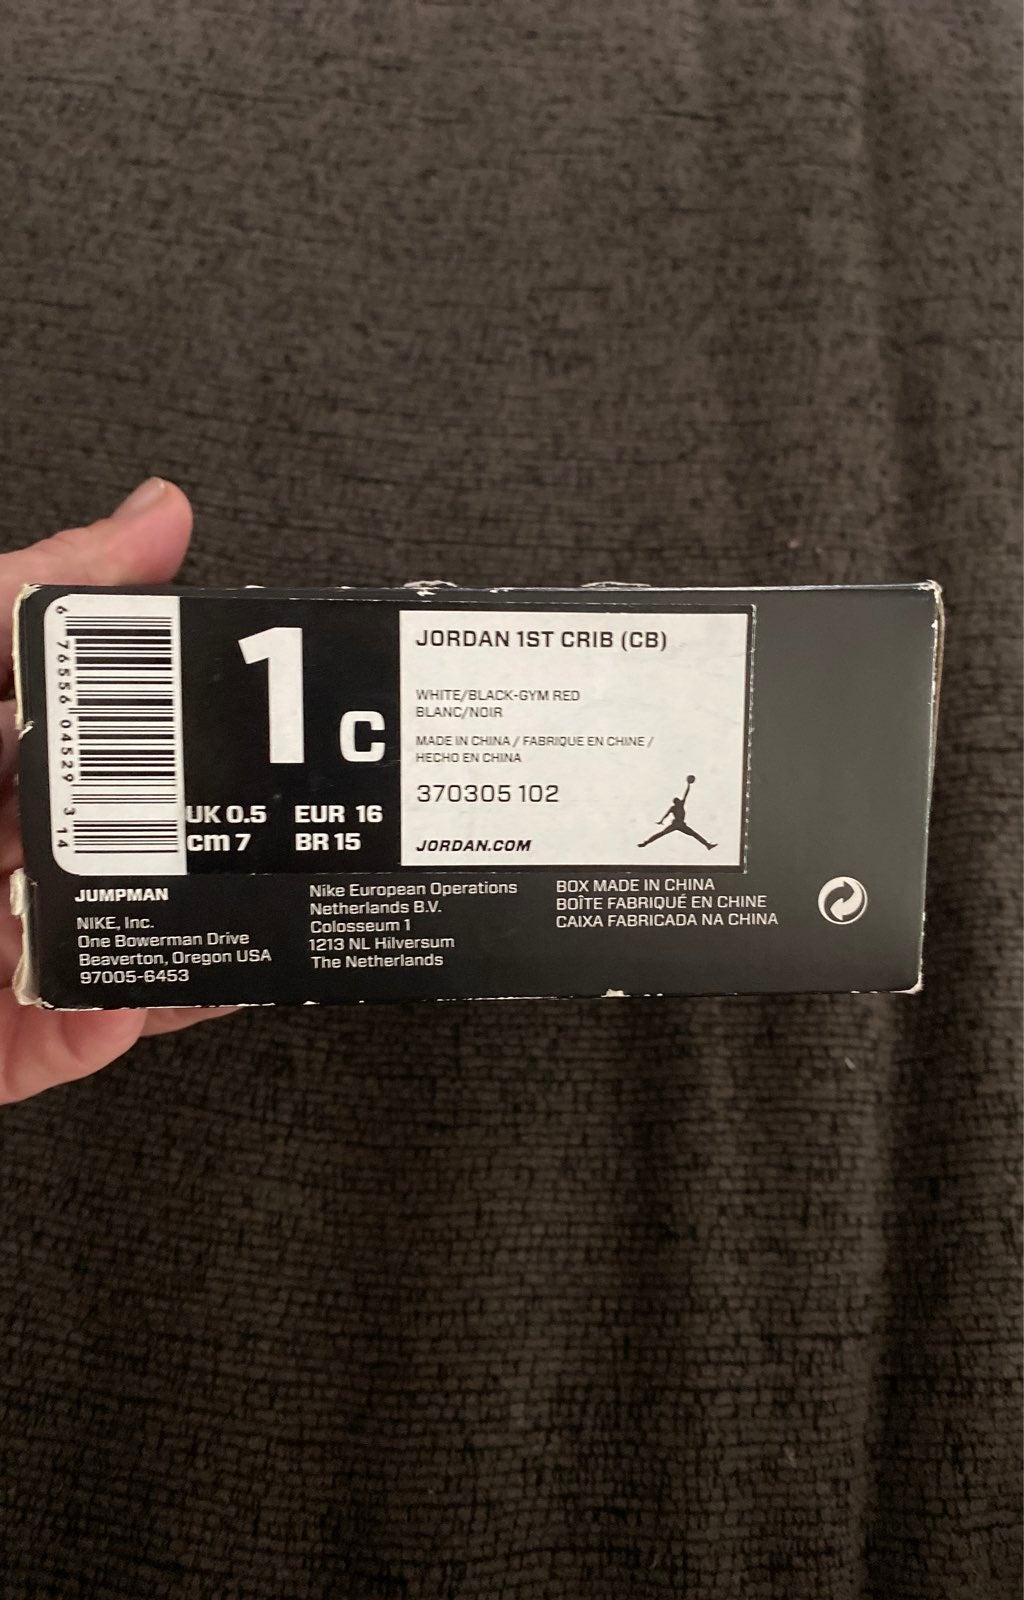 6 76556 04529 3 14
1 C
UK 0.5 EUR 16
cm 7 BR 15
JORDAN 1ST CRIB (CB)
WHITE/BLACK-GYM RED
BLANC/NOIR
MADE IN CHINA / FABRIQUE EN CHINE /
HECHO EN CHINA
370305 102
JORDAN.COM
JUMPMAN
NIKE, Inc.
One Bowerman Drive
Beaverton, Oregon USA
97005-6453
Nike European Operations
Netherlands B.V.
Colosseum 1
1213 NL Hilversum
The Netherlands
BOX MADE IN CHINA
BOÎTE FABRIQUÉ EN CHINE
CAIXA FABRICADA NA CHINA